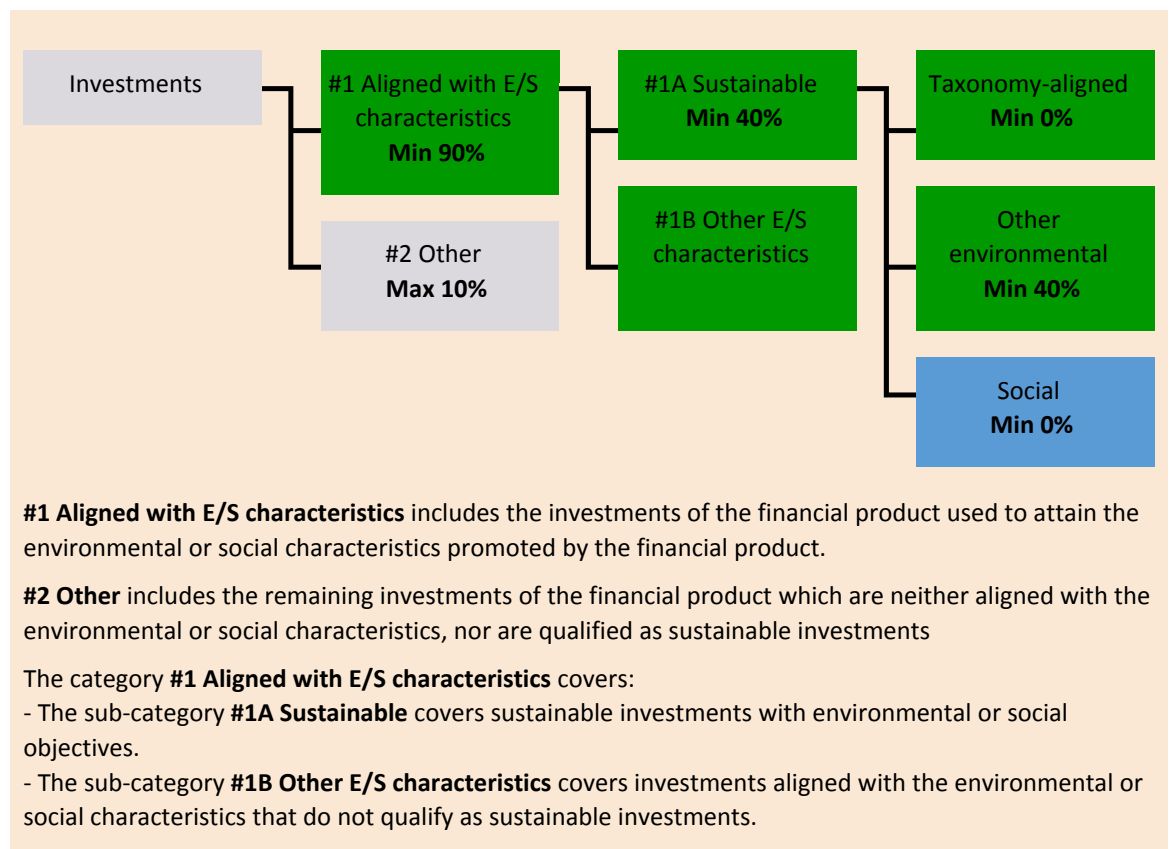 Investments
#1 Aligned with E/S
characteristics
Min 90%
#2 Other
Max 10%
#1A Sustainable
Min 40%
#1B Other E/S
characteristics
Taxonomy-aligned
Min 0%
Other
environmental
Min 40%
Social
Min 0%
#1 Aligned with E/S characteristics includes the investments of the financial product used to attain the
environmental or social characteristics promoted by the financial product.
#2 Other includes the remaining investments of the financial product which are neither aligned with the
environmental or social characteristics, nor are qualified as sustainable investments
The category #1 Aligned with E/S characteristics covers:
- The sub-category #1A Sustainable covers sustainable investments with environmental or social
objectives.
- The sub-category #1B Other E/S characteristics covers investments aligned with the environmental or
social characteristics that do not qualify as sustainable investments.